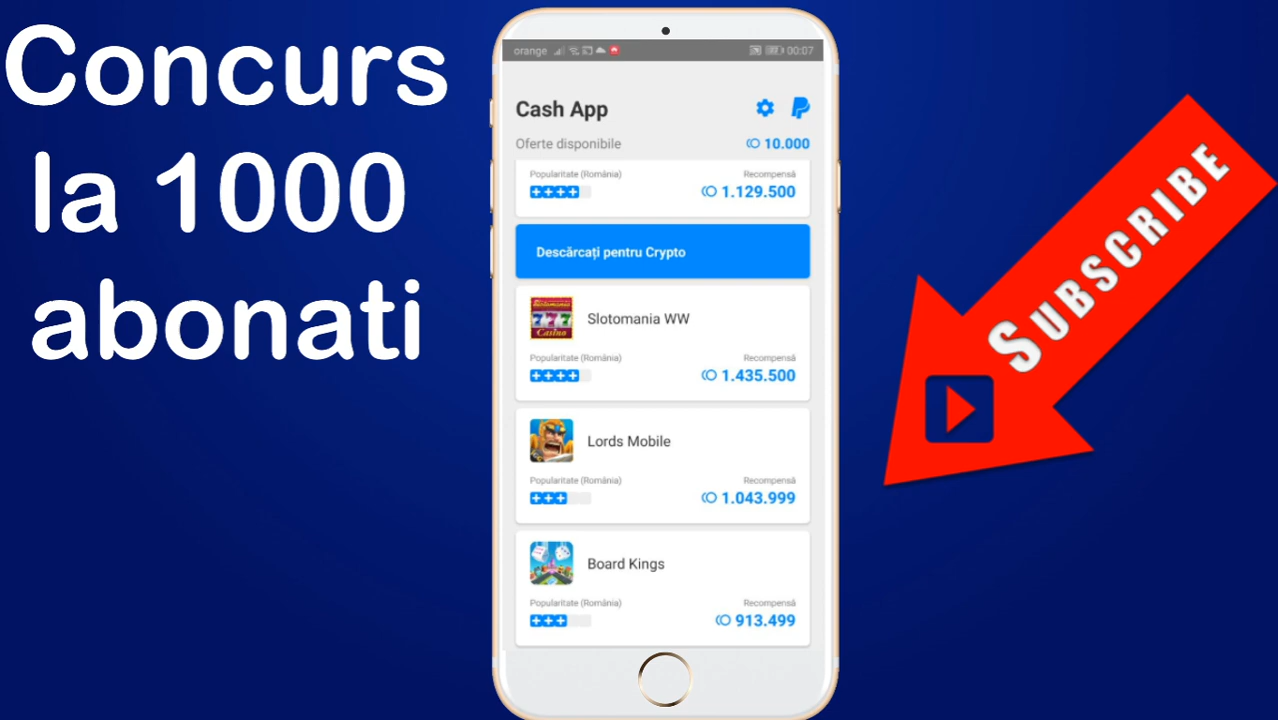 Concurs
la 1000
abonati
orange
00:07
Cash App
Oferte disponibile
10.000
Popularitate (România)
Recompensă
1.129.500
Descărcați pentru Crypto
777
Casino
Slotomania WW
Popularitate (România)
Recompensă
1.435.500
Lords Mobile
Popularitate (România)
Recompensă
1.043.999
Board Kings
Popularitate (România)
Recompensă
913.499
SUBSCRIBE